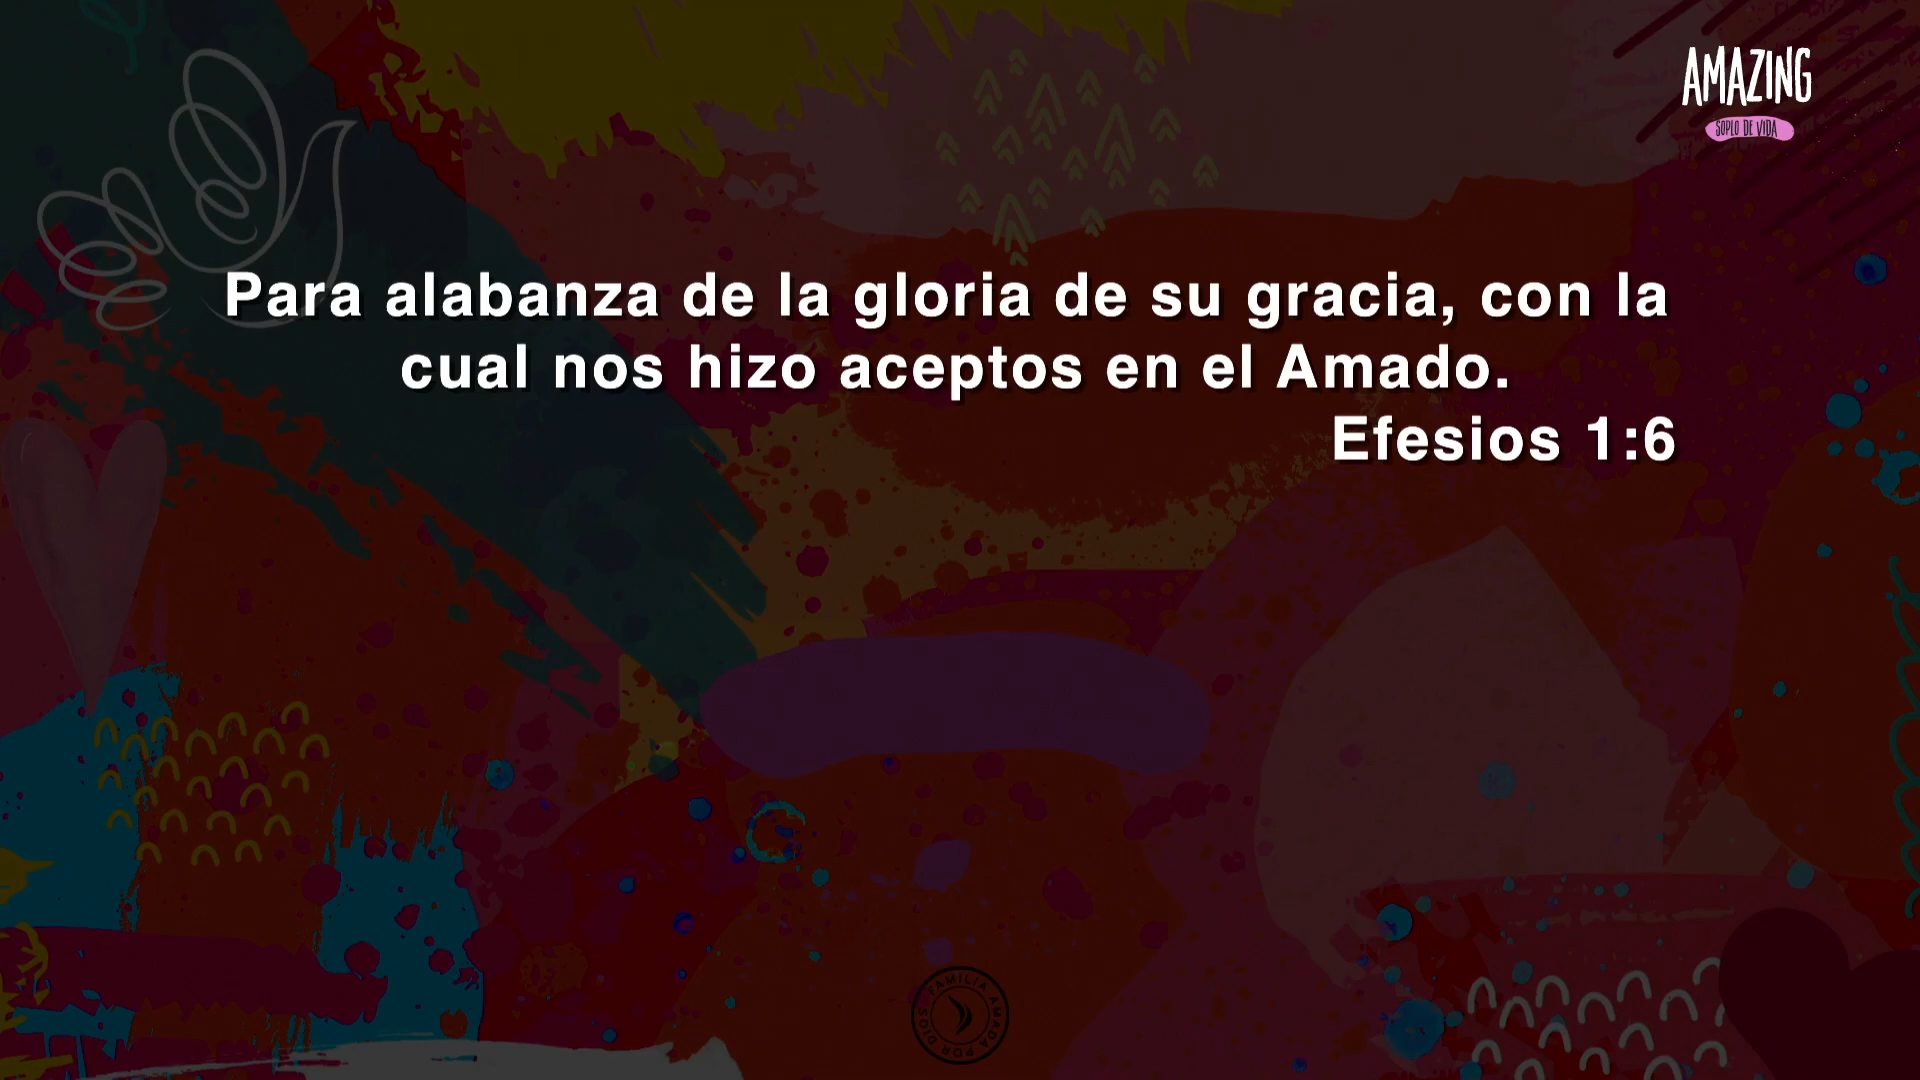 AMAZING
SOPLO DE VIDA
Para alabanza de la gloria de su gracia, con la
cual nos hizo aceptos en el Amado.
Efesios 1:6
FAMILIA AMADA POR DIOS